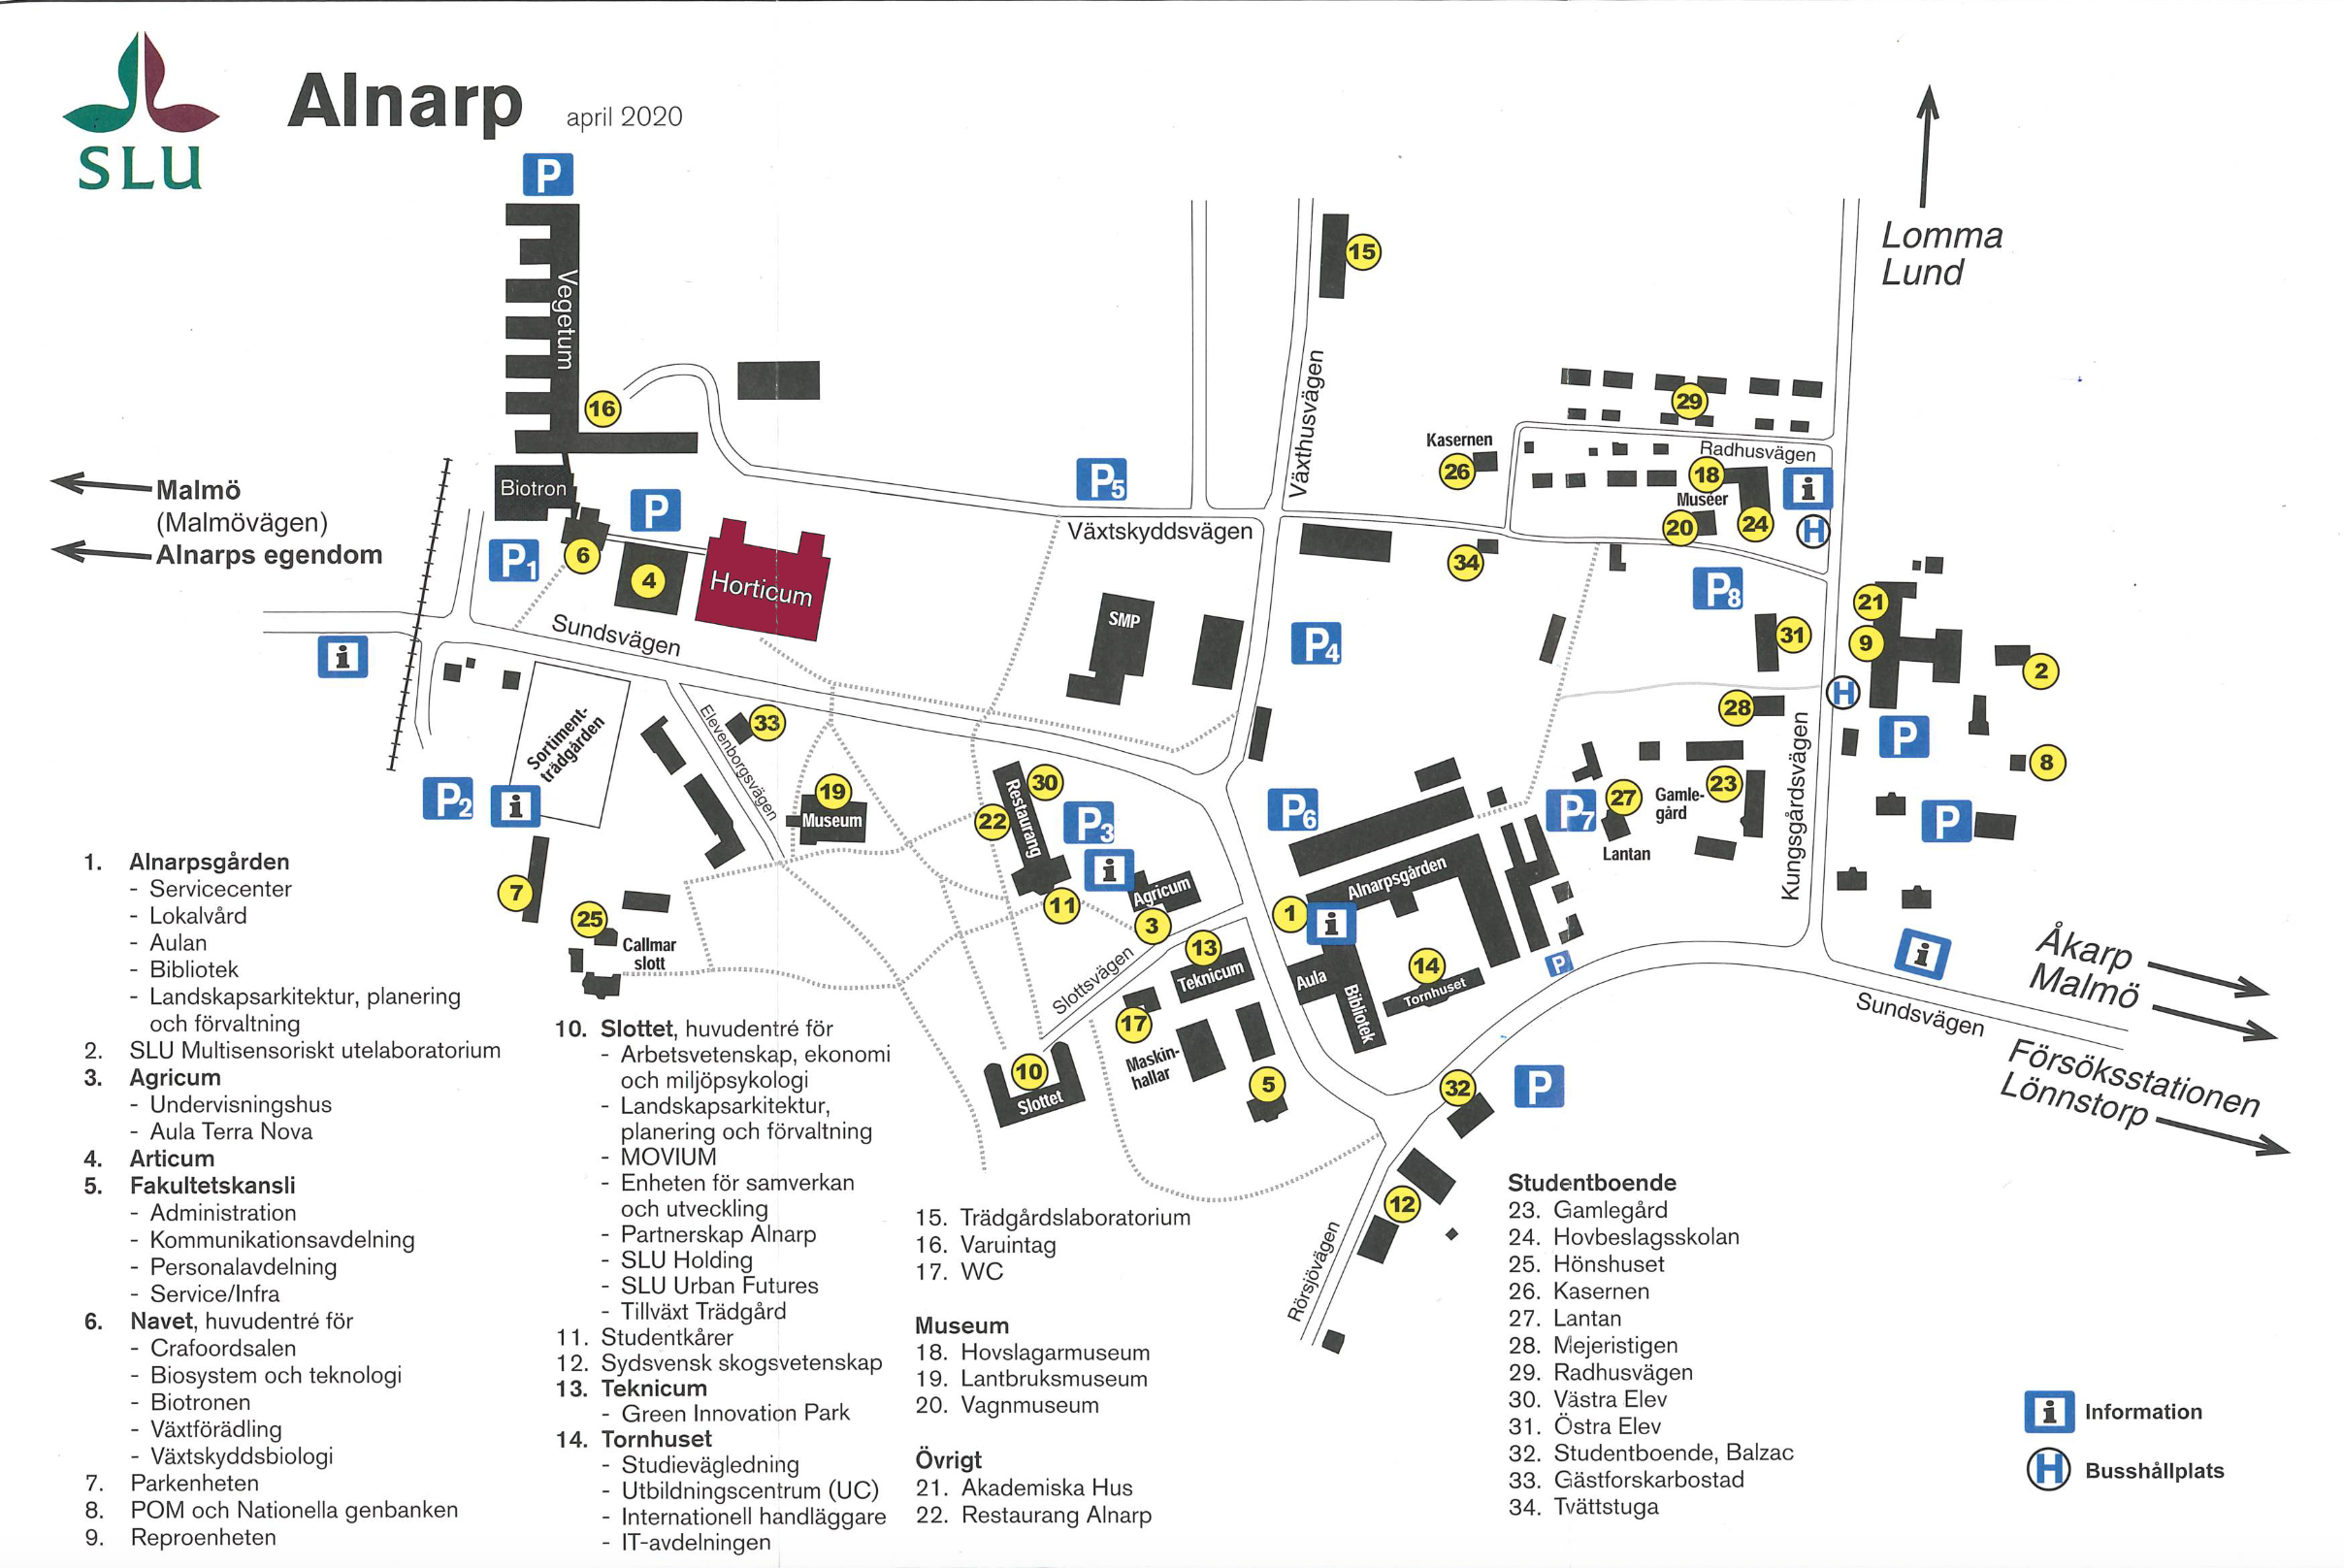 SLU
Alnarp
april 2020
P
Vegetum
16
Biotron
P
P1
6
4
Horticum
Malmö
(Malmövägen)
Alnarps egendom
i
Sundsvägen
Sortiment-
trädgården
P2
i
Elevenborgsvägen
33
19
Museum
7
25
Callmar
slott
P5
Växtskyddsvägen
Växthusvägen
15
SMP
P4
Kasernen
26
34
29
Radhusvägen
18
Muséer
20
24
i
H
P8
31
28
H
21
9
2
P
8
P
Lomma
Lund
30
22
Restaurang
P3
i
11
Agricum
3
13
Teknicum
Slottsvägen
17
Maskin-
hallar
10
Slottet
5
P6
1
i
Alnarpsgården
Aula
Bibliotek
14
Tornhuset
P
P7
27
Lantan
Gamle-
gård
23
Kungsgårdsvägen
i
Åkarp
Malmö
Sundsvägen
Försöksstationen
Lönnstorp
32
P
12
Rörsjövägen
1. Alnarpsgården
- Servicecenter
- Lokalvård
- Aulan
- Bibliotek
- Landskapsarkitektur, planering
och förvaltning
2. SLU Multisensoriskt utelaboratorium
3. Agricum
- Undervisningshus
- Aula Terra Nova
4. Articum
5. Fakultetskansli
- Administration
- Kommunikationsavdelning
- Personalavdelning
- Service/Infra
6. Navet, huvudentré för
- Crafoordsalen
- Biosystem och teknologi
- Biotronen
- Växtförädling
- Växtskyddsbiologi
7. Parkenheten
8. POM och Nationella genbanken
9. Reproenheten
10. Slottet, huvudentré för
- Arbetsvetenskap, ekonomi
och miljöpsykologi
- Landskapsarkitektur,
planering och förvaltning
- MOVIUM
- Enheten för samverkan
och utveckling
- Partnerskap Alnarp
- SLU Holding
- SLU Urban Futures
- Tillväxt Trädgård
11. Studentkårer
12. Sydsvensk skogsvetenskap
13. Teknicum
- Green Innovation Park
14. Tornhuset
- Studievägledning
- Utbildningscentrum (UC)
- Internationell handläggare
- IT-avdelningen
15. Trädgårdslaboratorium
16. Varuintag
17. WC
Museum
18. Hovslagarmuseum
19. Lantbruksmuseum
20. Vagnmuseum
Övrigt
21. Akademiska Hus
22. Restaurang Alnarp
Studentboende
23. Gamlegård
24. Hovbeslagsskolan
25. Hönshuset
26. Kasernen
27. Lantan
28. Mejeristigen
29. Radhusvägen
30. Västra Elev
31. Östra Elev
32. Studentboende, Balzac
33. Gästforskarbostad
34. Tvättstuga
i Information
H Busshållplats